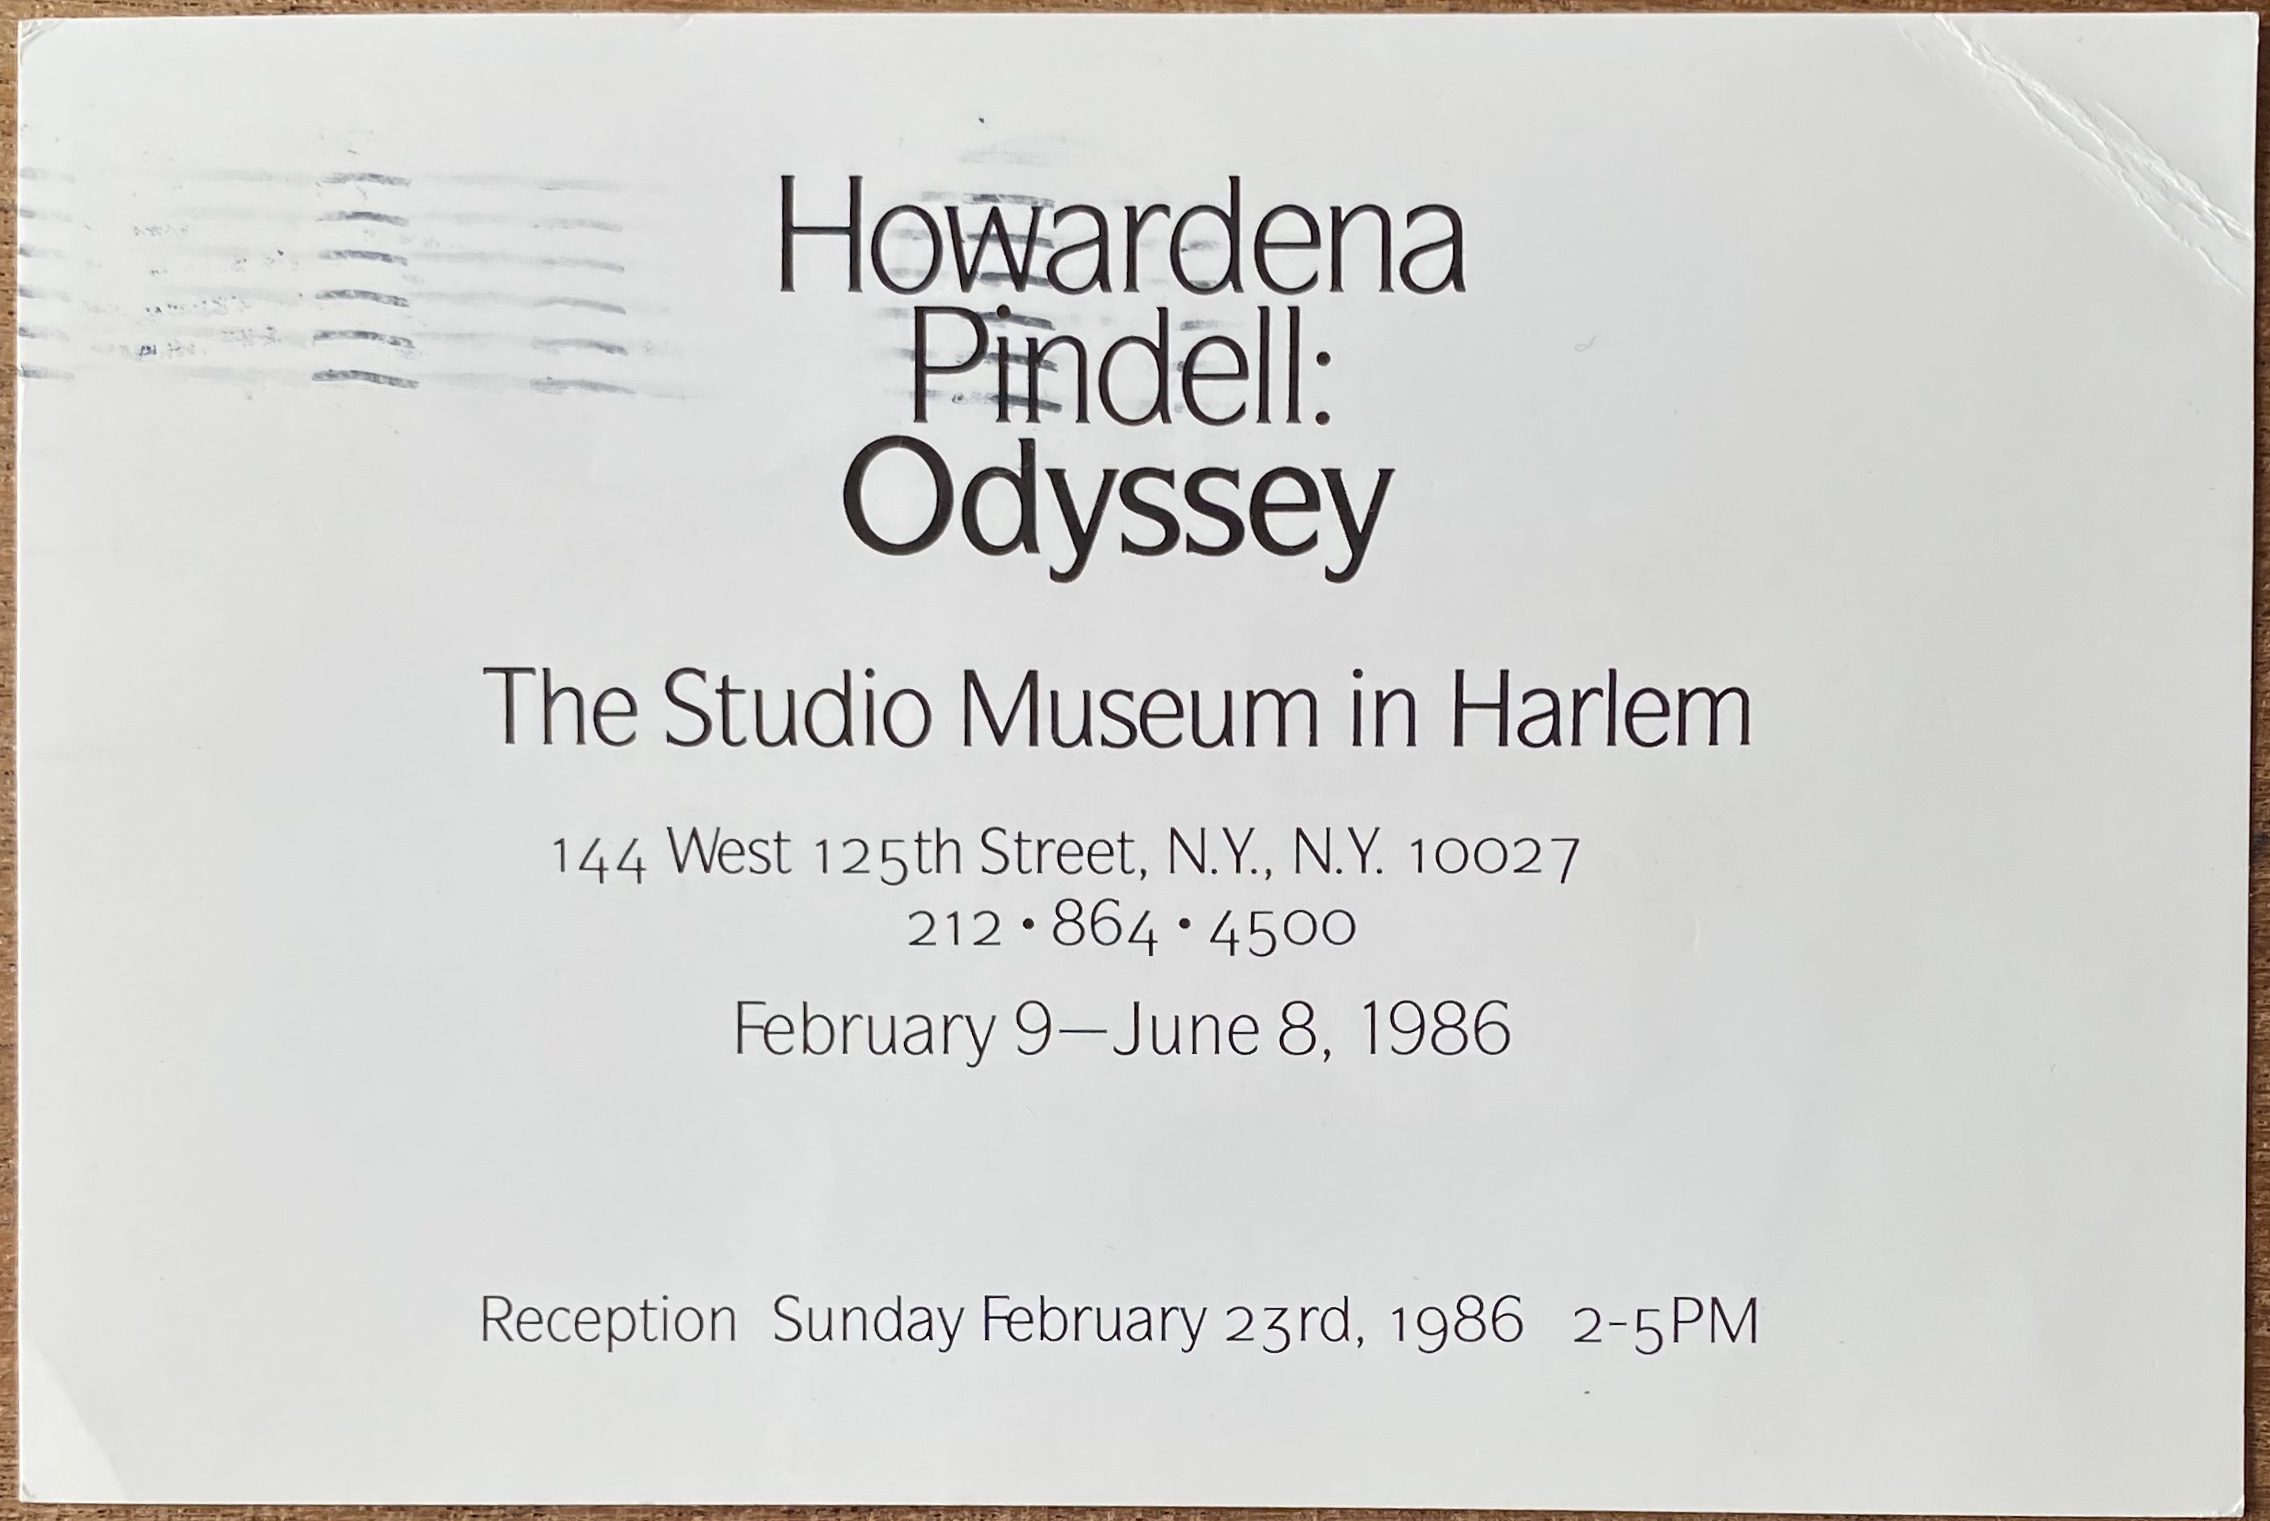 Howardena
Pindell:
Odyssey
The Studio Museum in Harlem
144 West 125th Street, N.Y., N.Y. 10027
212 • 864 • 4500
February 9—June 8, 1986
Reception Sunday February 23rd, 1986 2-5PM